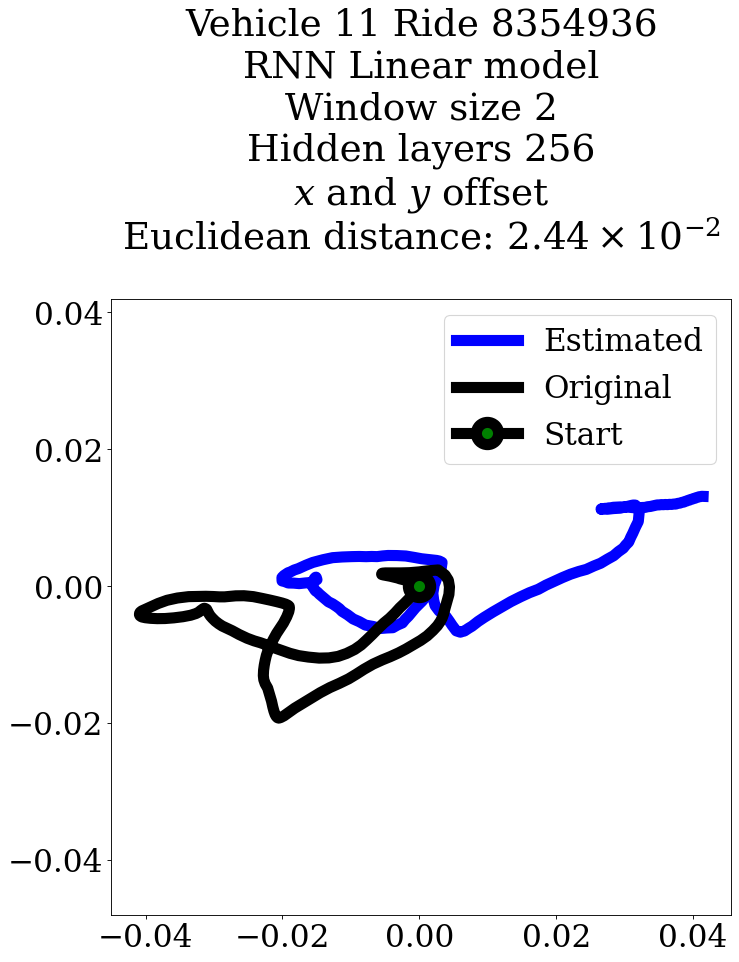 Vehicle 11 Ride 8354936
RNN Linear model
Window size 2
Hidden layers 256
x and y offset
Euclidean distance: 2.44 × 10⁻²
Estimated
Original
Start
0.04
0.02
0.00
−0.02
−0.04
−0.04 −0.02 0.00 0.02 0.04